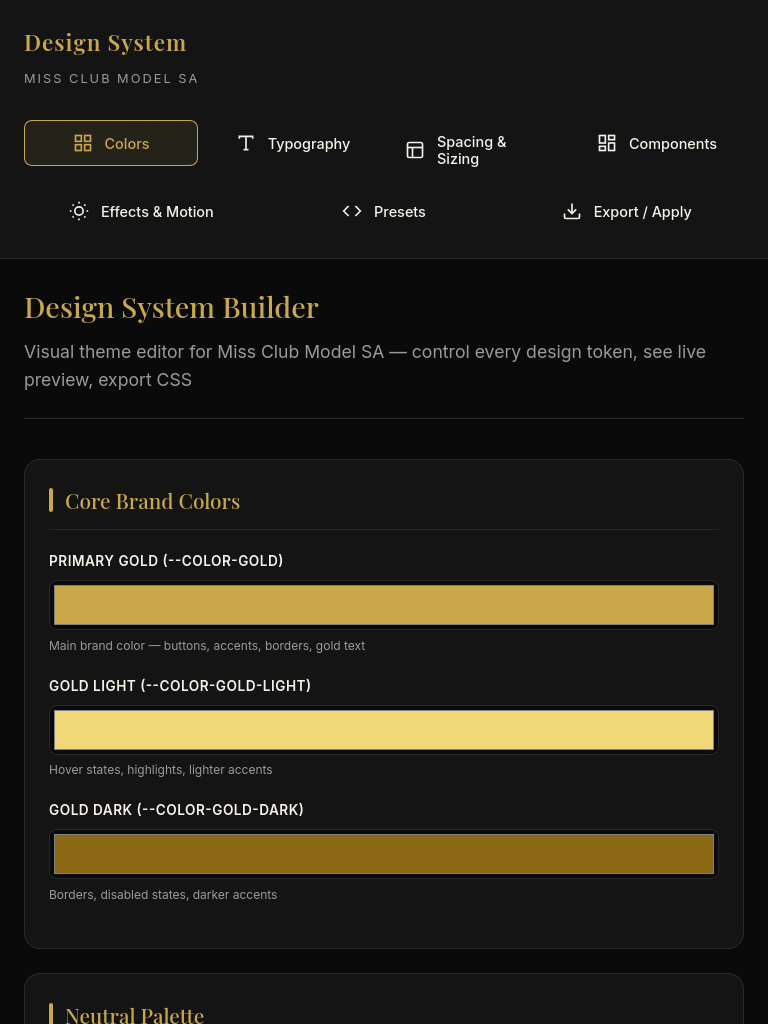 Design System
MISS CLUB MODEL SA
Colors
Typography
Spacing &
Sizing
Components
Effects & Motion
Presets
Export / Apply
Design System Builder
Visual theme editor for Miss Club Model SA — control every design token, see live
preview, export CSS
Core Brand Colors
PRIMARY GOLD (--COLOR-GOLD)
Main brand color — buttons, accents, borders, gold text
GOLD LIGHT (--COLOR-GOLD-LIGHT)
Hover states, highlights, lighter accents
GOLD DARK (--COLOR-GOLD-DARK)
Borders, disabled states, darker accents
Neutral Palette